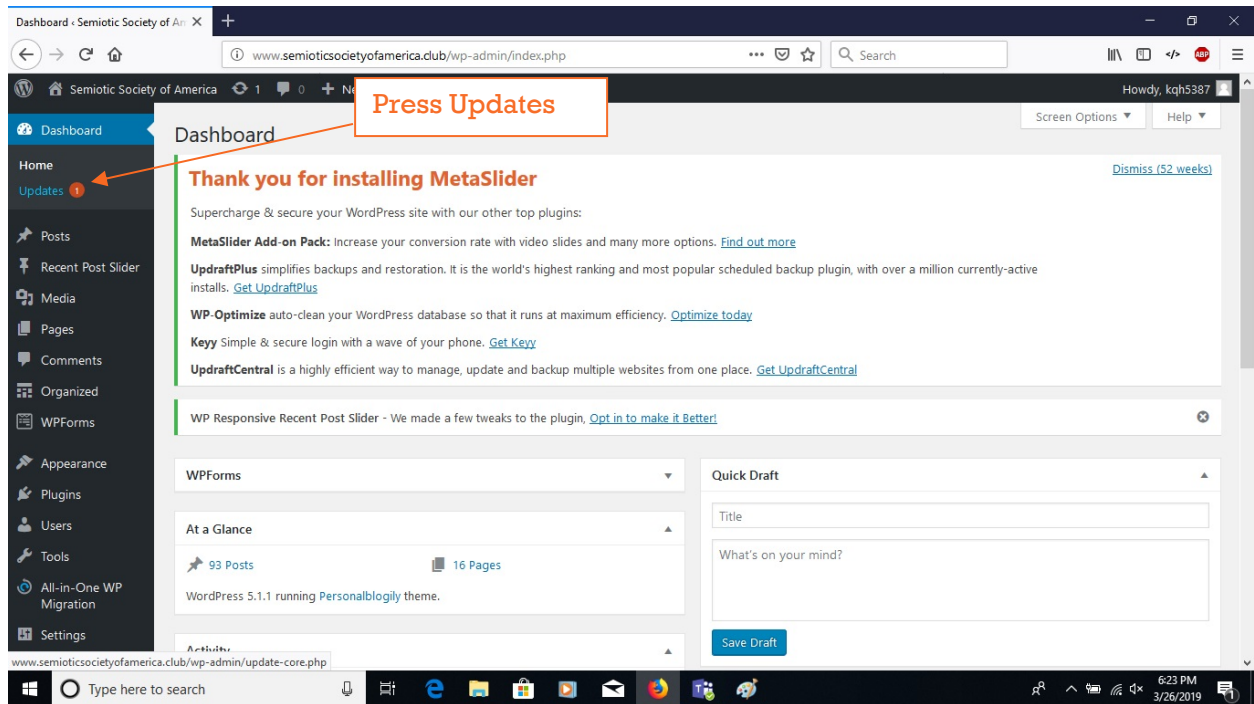 Dashboard ‹ Semiotic Society of Am
www.semioticsocietyofamerica.club/wp-admin/index.php
Search
ABP
Semiotic Society of America 1 0 + Ne
Howdy, kqh5387
Press Updates
Screen Options
Help
Dashboard
Home
Updates 1
Posts
Recent Post Slider
Media
Pages
Comments
Organized
WPForms
Appearance
Plugins
Users
Tools
All-in-One WP
Migration
Settings
Dashboard
Dismiss (52 weeks)
Thank you for installing MetaSlider
Supercharge & secure your WordPress site with our other top plugins:
MetaSlider Add-on Pack: Increase your conversion rate with video slides and many more options. Find out more
UpdraftPlus simplifies backups and restoration. It is the world's highest ranking and most popular scheduled backup plugin, with over a million currently-active
installs. Get UpdraftPlus
WP-Optimize auto-clean your WordPress database so that it runs at maximum efficiency. Optimize today
Keyy Simple & secure login with a wave of your phone. Get Keyy
UpdraftCentral is a highly efficient way to manage, update and backup multiple websites from one place. Get UpdraftCentral
WP Responsive Recent Post Slider - We made a few tweaks to the plugin, Opt in to make it Better!
WPForms
At a Glance
93 Posts
16 Pages
WordPress 5.1.1 running Personalblogily theme.
Activity
Quick Draft
Title
What's on your mind?
Save Draft
www.semioticsocietyofamerica.club/wp-admin/update-core.php
Type here to search
6:23 PM
3/26/2019
1